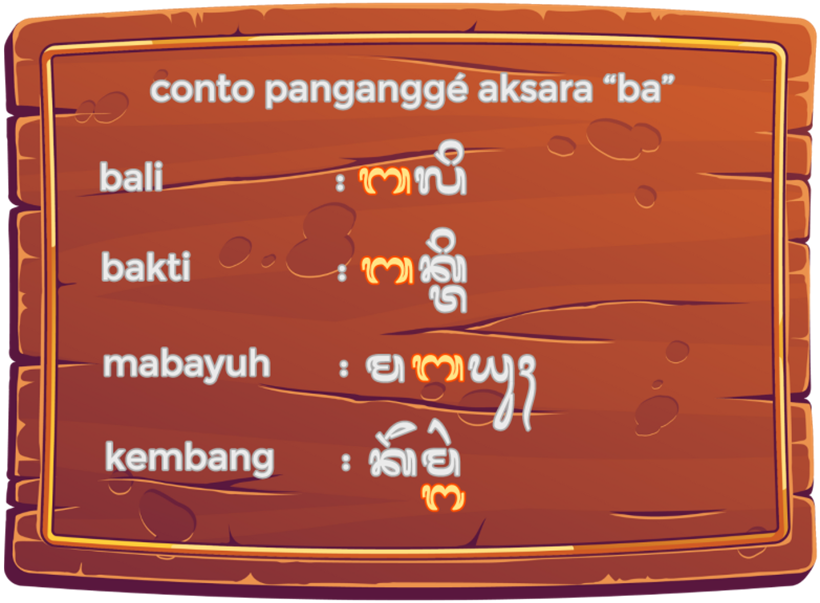 conto panganggé aksara “ba”
bali : ᬩᬮᬶ
bakti : ᬩᬓ᭄ᬢᬶ
mabayuh : ᬫᬩᬬᬸᬄ
kembang : ᬓᭂᬫ᭄ᬩᬂ